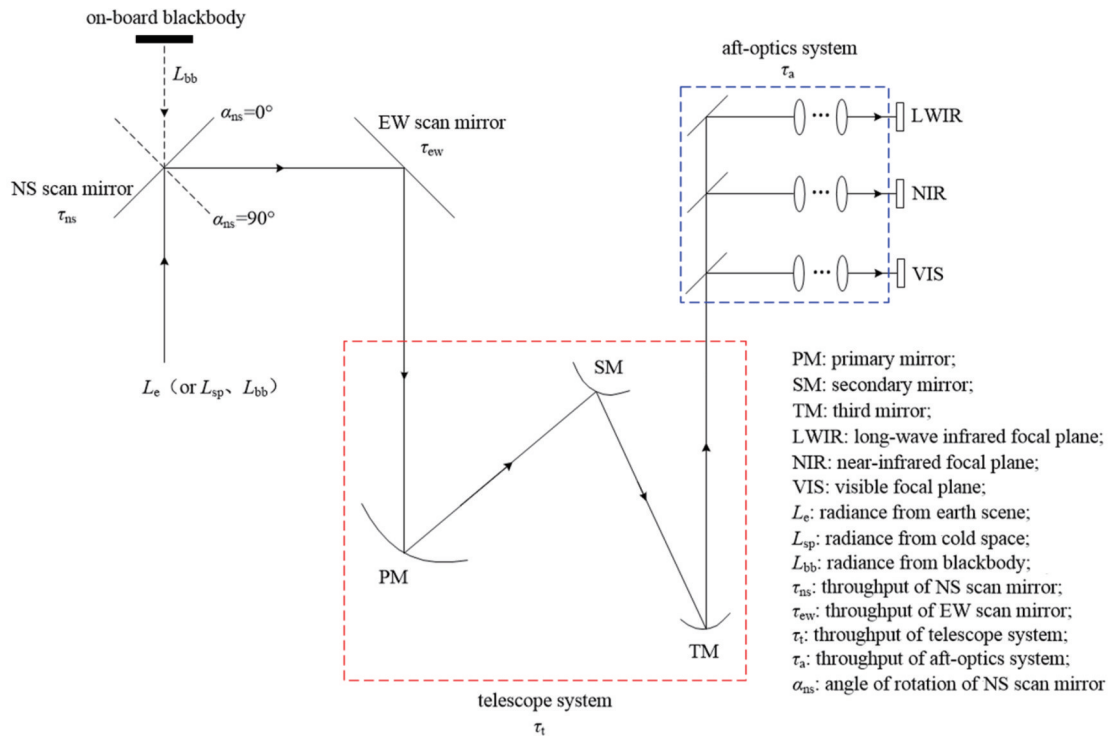 on-board blackbody
L_bb
α_ns=0°
NS scan mirror
τ_ns
α_ns=90°
EW scan mirror
τ_ew
L_e（or L_sp、L_bb）
aft-optics system
τ_a
LWIR
NIR
VIS
SM
PM
TM
telescope system
τ_t
PM: primary mirror;
SM: secondary mirror;
TM: third mirror;
LWIR: long-wave infrared focal plane;
NIR: near-infrared focal plane;
VIS: visible focal plane;
L_e: radiance from earth scene;
L_sp: radiance from cold space;
L_bb: radiance from blackbody;
τ_ns: throughput of NS scan mirror;
τ_ew: throughput of EW scan mirror;
τ_t: throughput of telescope system;
τ_a: throughput of aft-optics system;
α_ns: angle of rotation of NS scan mirror